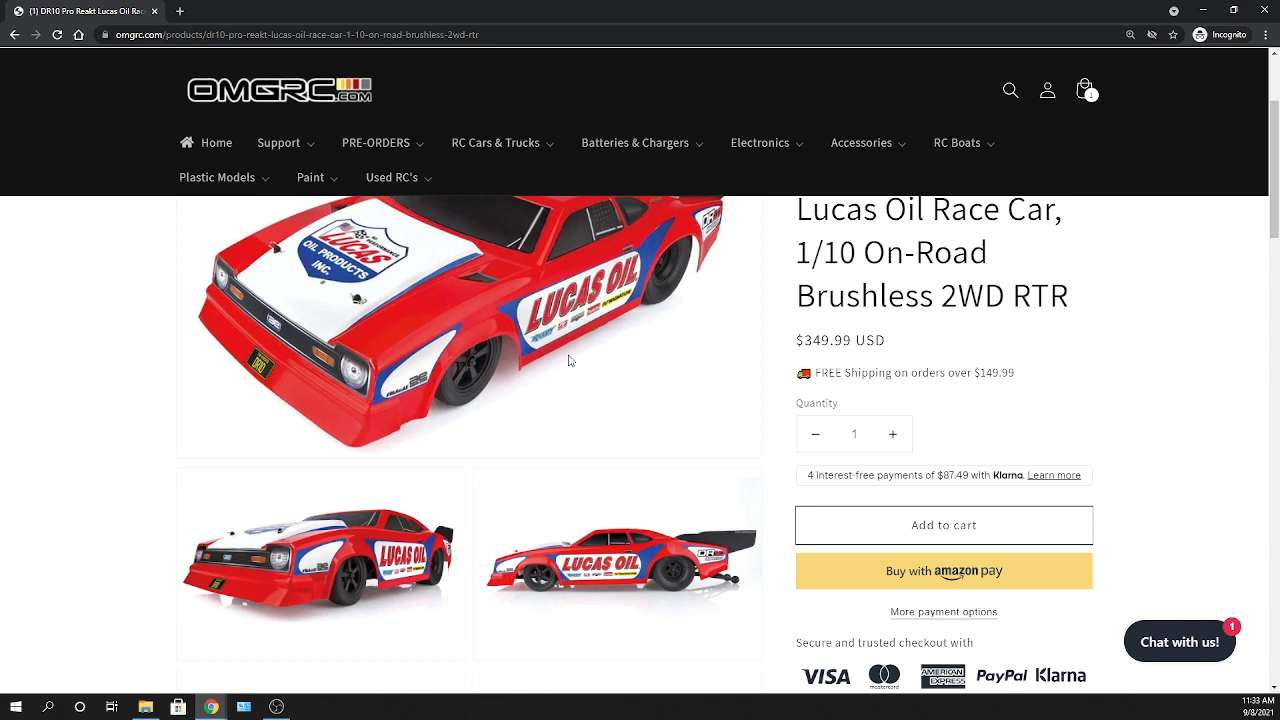 (1) DR10 Pro Reakt Lucas Oil Rac
omgrc.com/products/dr10-pro-reakt-lucas-oil-race-car-1-10-on-road-brushless-2wd-rtr
Incognito
OMGRC.COM
1
Home Support PRE-ORDERS RC Cars & Trucks Batteries & Chargers Electronics Accessories RC Boats
Plastic Models Paint Used RC's
Lucas Oil Race Car,
1/10 On-Road
Brushless 2WD RTR
$349.99 USD
FREE Shipping on orders over $149.99
Quantity
− 1 +
4 interest-free payments of $87.49 with Klarna. Learn more
Add to cart
Buy with amazon pay
More payment options
Secure and trusted checkout with
VISA mastercard AMERICAN EXPRESS PayPal Klarna
Chat with us!
1
LUCAS
OIL PRODUCTS
INC.
LUCAS OIL
REEDY
DR10
DR10
LUCAS OIL
LUCAS OIL
DR10
11:33 AM
9/8/2021